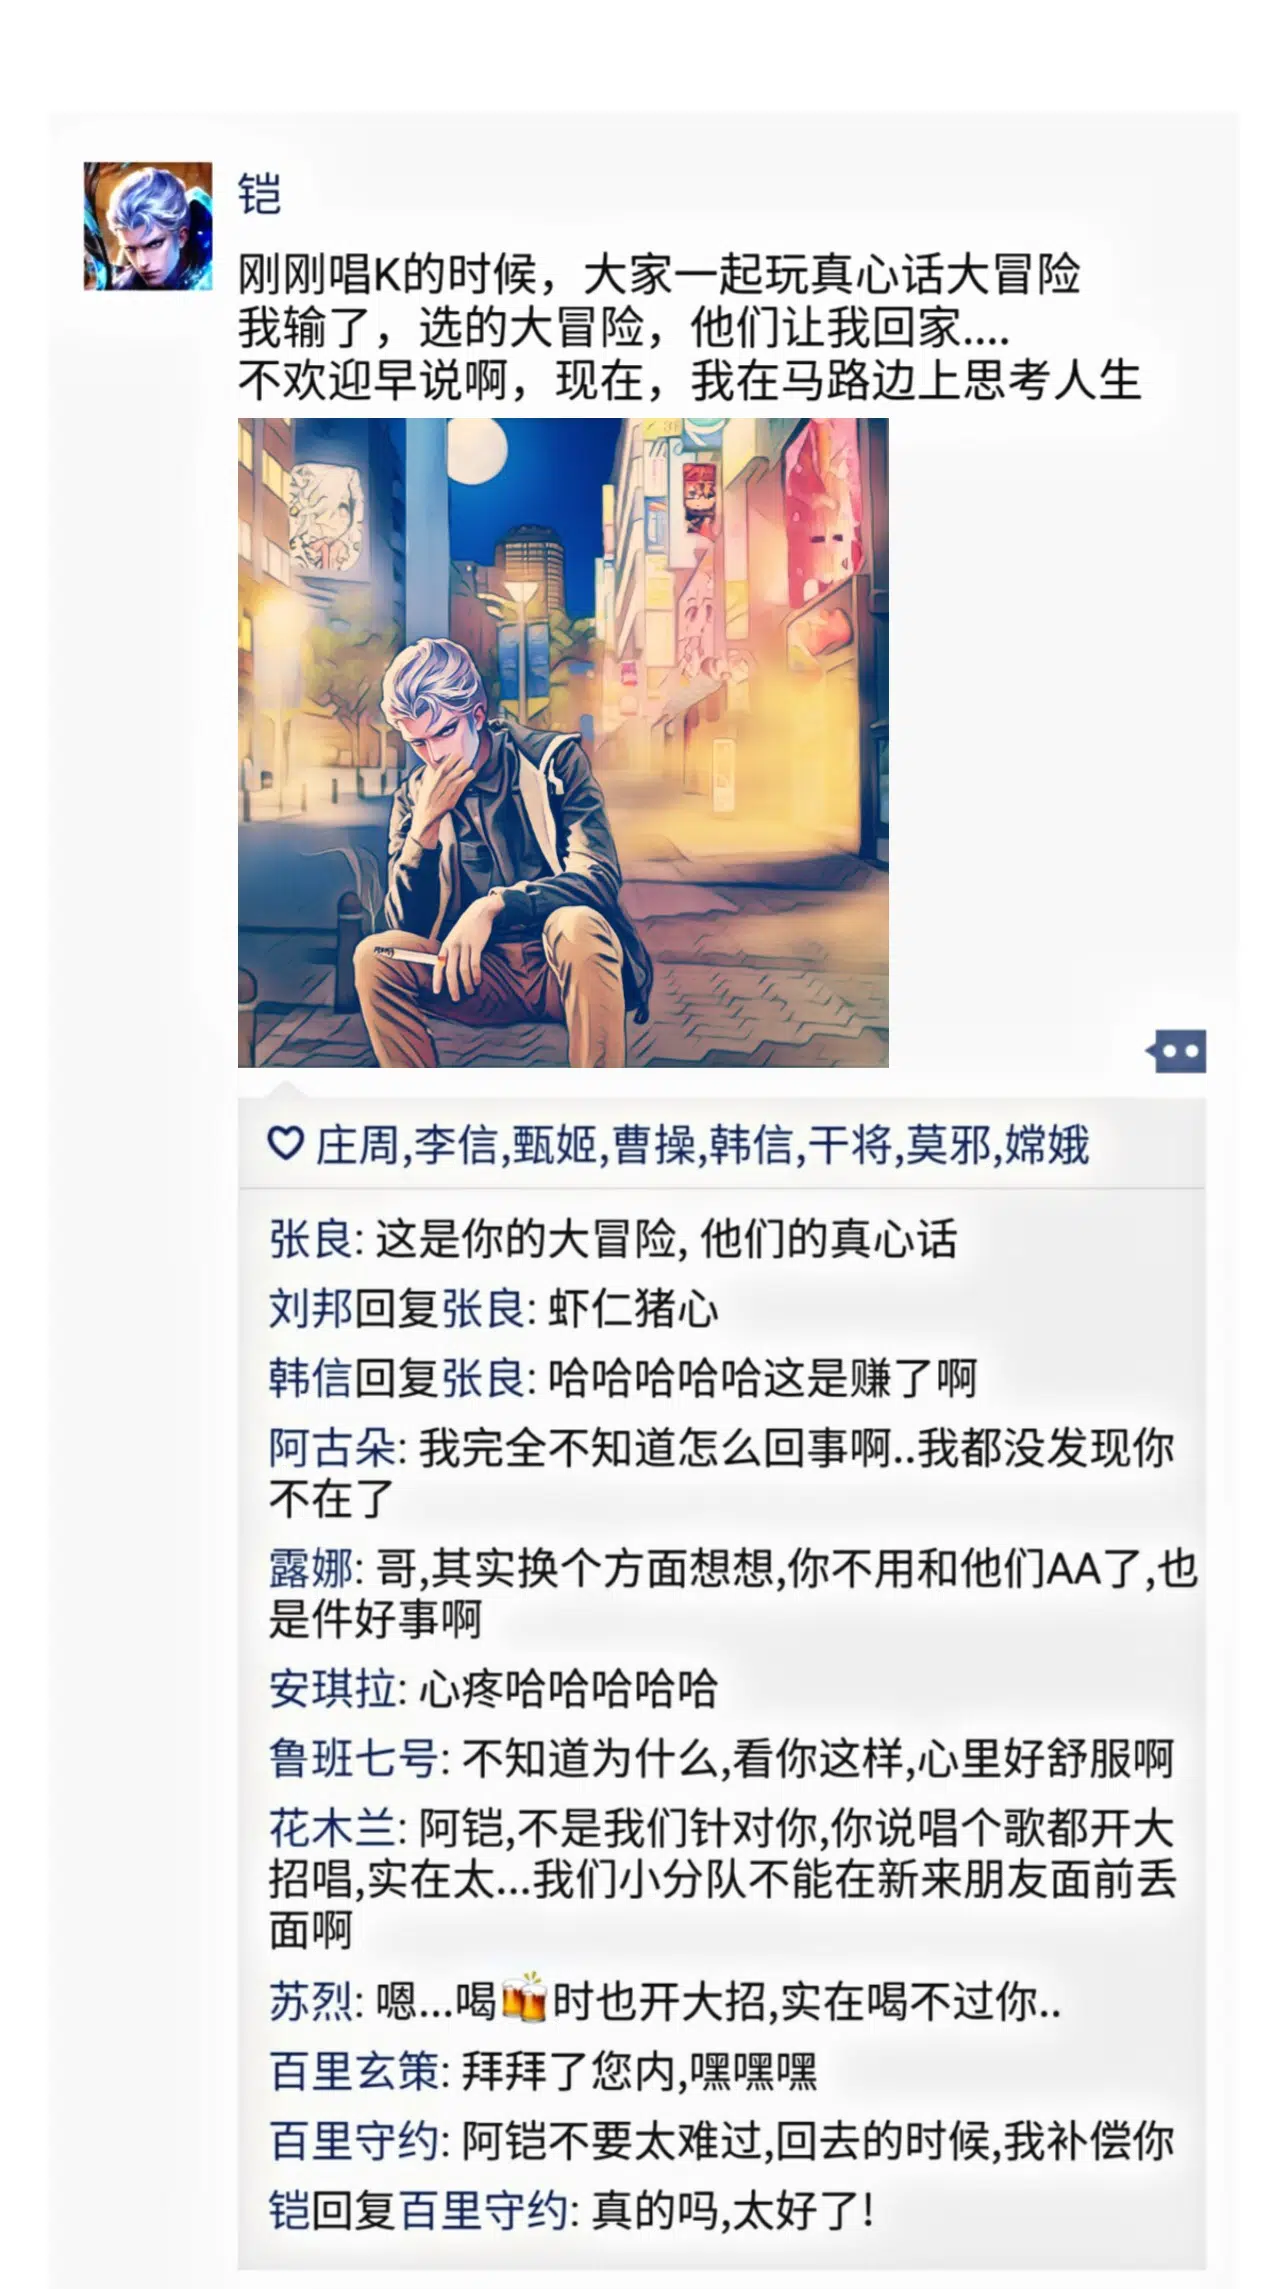 铠
刚刚唱K的时候，大家一起玩真心话大冒险
我输了，选的大冒险，他们让我回家....
不欢迎早说啊，现在，我在马路边上思考人生
庄周,李信,甄姬,曹操,韩信,干将,莫邪,嫦娥
张良: 这是你的大冒险, 他们的真心话
刘邦回复张良: 虾仁猪心
韩信回复张良: 哈哈哈哈哈这是赚了啊
阿古朵: 我完全不知道怎么回事啊..我都没发现你
不在了
露娜: 哥,其实换个方面想想,你不用和他们AA了,也
是件好事啊
安琪拉: 心疼哈哈哈哈哈
鲁班七号: 不知道为什么,看你这样,心里好舒服啊
花木兰: 阿铠,不是我们针对你,你说唱个歌都开大
招唱,实在太...我们小分队不能在新来朋友面前丢
面啊
苏烈: 嗯...喝🍻时也开大招,实在喝不过你..
百里玄策: 拜拜了您内,嘿嘿嘿
百里守约: 阿铠不要太难过,回去的时候,我补偿你
铠回复百里守约: 真的吗,太好了!